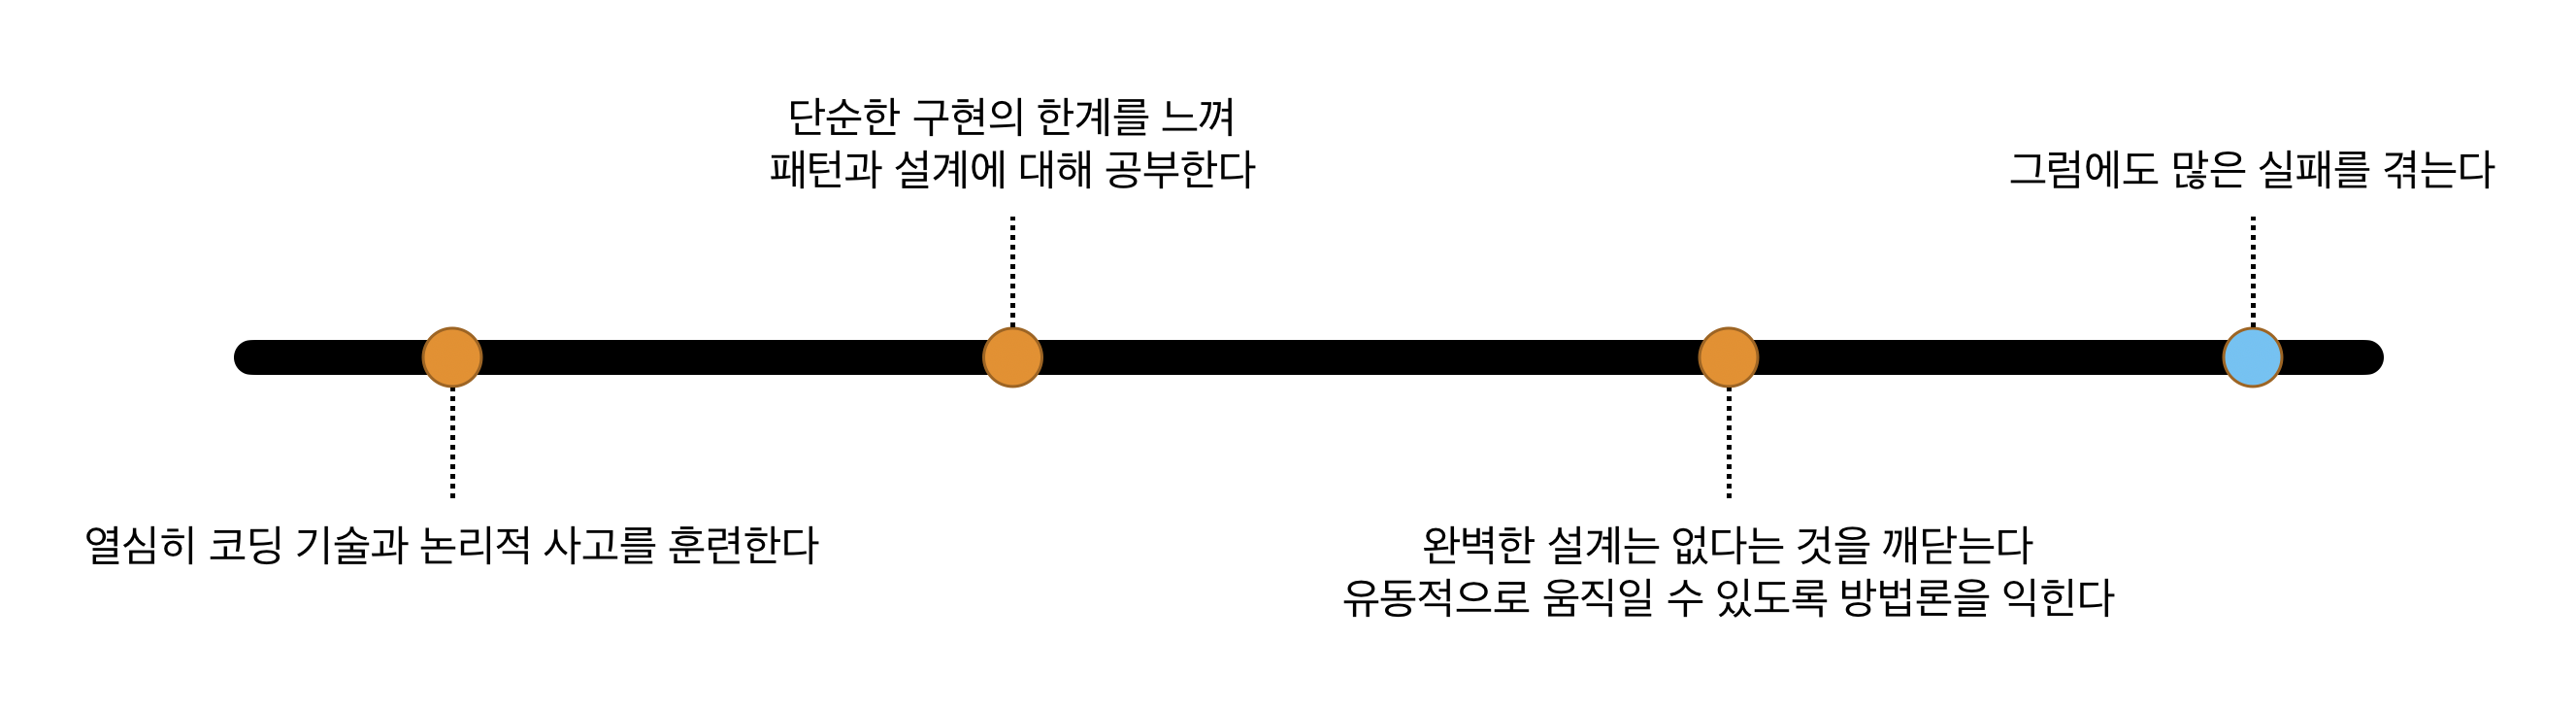 단순한 구현의 한계를 느껴
패턴과 설계에 대해 공부한다
그럼에도 많은 실패를 겪는다
열심히 코딩 기술과 논리적 사고를 훈련한다
완벽한 설계는 없다는 것을 깨닫는다
유동적으로 움직일 수 있도록 방법론을 익힌다